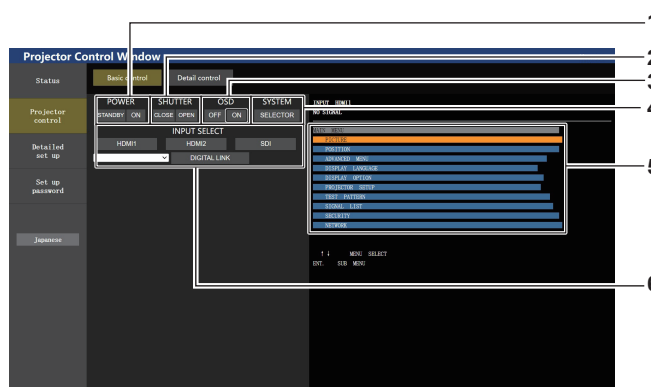 1
Projector Control Window
2
Status
Basic control
Detail control
3
POWER
SHUTTER
OSD
SYSTEM
4
STANDBY
ON
CLOSE
OPEN
OFF
ON
SELECTOR
INPUT HDMI1
NO SIGNAL
Projector
control
INPUT SELECT
HDMI1
HDMI2
SDI
DIGITAL LINK
MAIN MENU
PICTURE
POSITION
ADVANCED MENU
DISPLAY LANGUAGE
DISPLAY OPTION
PROJECTOR SETUP
TEST PATTERN
SIGNAL LIST
SECURITY
NETWORK
5
Detailed
set up
Set up
password
Japanese
↑↓ MENU SELECT
ENT. SUB MENU
6